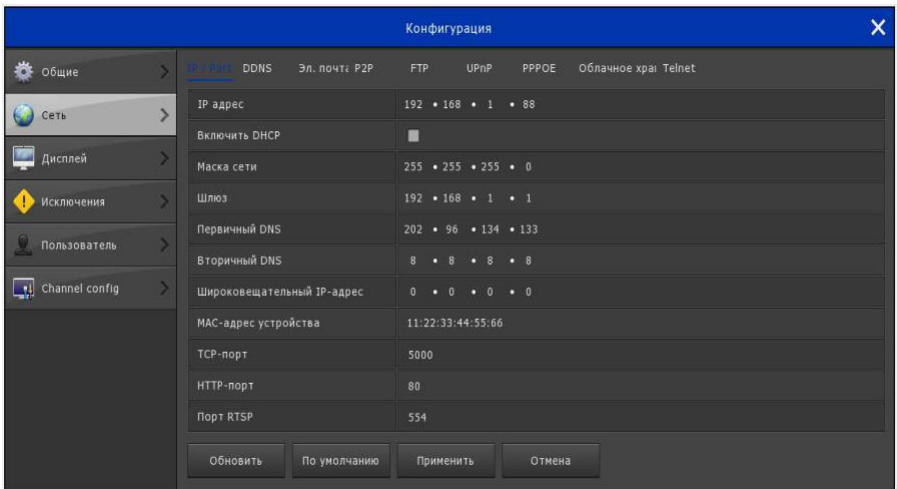 Конфигурация
Общие
Сеть
Дисплей
Исключения
Пользователь
Channel config
IP / Port DDNS Эл. почта P2P FTP UPnP PPPOE Облачное храі Telnet
IP адрес 192 • 168 • 1 • 88
Включить DHCP
Маска сети 255 • 255 • 255 • 0
Шлюз 192 • 168 • 1 • 1
Первичный DNS 202 • 96 • 134 • 133
Вторичный DNS 8 • 8 • 8 • 8
Широковещательный IP-адрес 0 • 0 • 0 • 0
MAC-адрес устройства 11:22:33:44:55:66
TCP-порт 5000
HTTP-порт 80
Порт RTSP 554
Обновить По умолчанию Применить Отмена